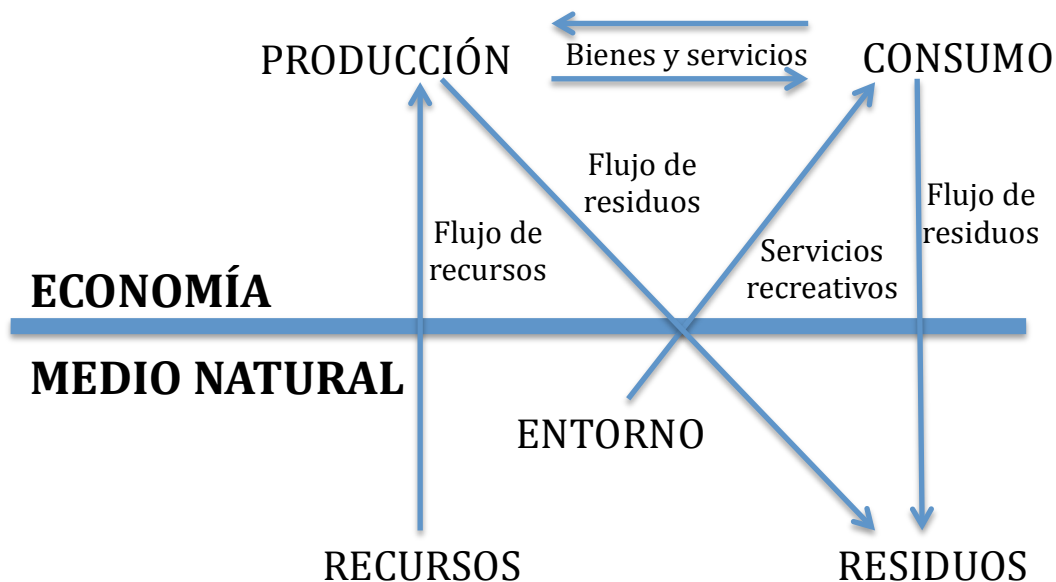 PRODUCCIÓN
Bienes y servicios
CONSUMO
Flujo de
residuos
Flujo de
residuos
Flujo de
recursos
Servicios
recreativos
ECONOMÍA
MEDIO NATURAL
ENTORNO
RECURSOS
RESIDUOS